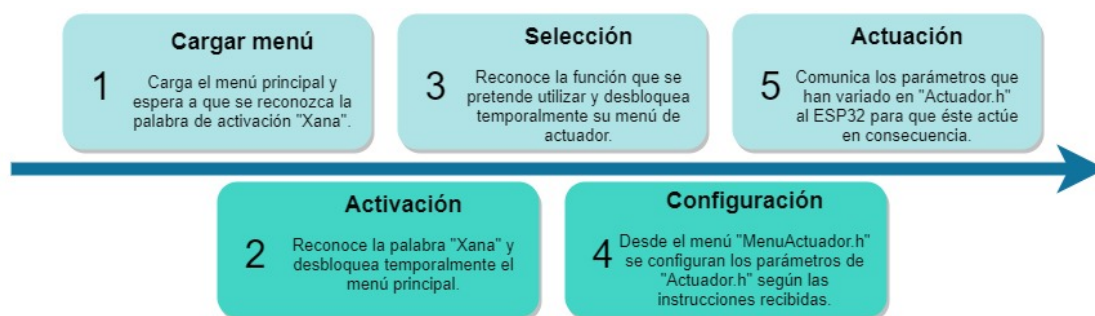 Cargar menú
1
Carga el menú principal y
espera a que se reconozca la
palabra de activación "Xana".
Activación
2
Reconoce la palabra "Xana" y
desbloquea temporalmente el
menú principal.
Selección
3
Reconoce la función que se
pretende utilizar y desbloquea
temporalmente su menú de
actuador.
Configuración
4
Desde el menú "MenuActuador.h"
se configuran los parámetros de
"Actuador.h" según las
instrucciones recibidas.
Actuación
5
Comunica los parámetros que
han variado en "Actuador.h"
al ESP32 para que éste actúe
en consecuencia.